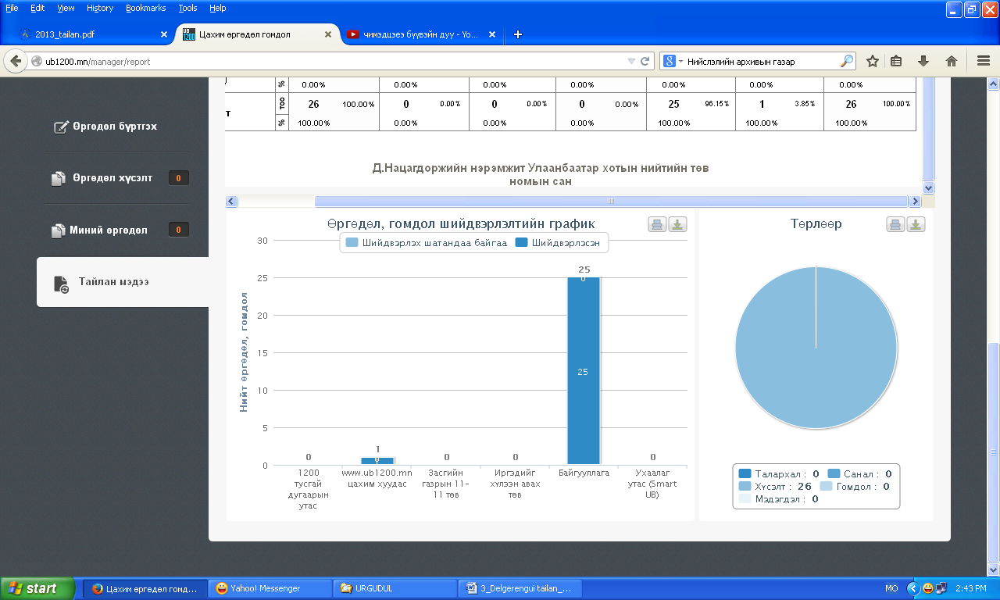 File Edit View History Bookmarks Tools Help
2013_tailan.pdf
Цахим өргөдөл гомдол
чимэдцэеэ бүүвэйн дуу - Yo...
ub1200.mn/manager/report
Нийслэлийн архивын газар
Өргөдөл бүртгэх
Өргөдөл хүсэлт 0
Миний өргөдөл 0
Тайлан мэдээ
% 0.00% 0.00% 0.00% 0.00% 0.00% 0.00% 0.00%
т
тоо 26 100.00% 0 0.00% 0 0.00% 0 0.00% 25 96.15% 1 3.85% 26 100.00%
% 100.00% 0.00% 0.00% 0.00% 100.00% 100.00% 100.00%
Д.Нацагдоржийн нэрэмжит Улаанбаатар хотын нийтийн төв
номын сан
Өргөдөл, гомдол шийдвэрлэлтийн график
Шийдвэрлэх шатандаа байгаа Шийдвэрлэсэн
Нийт өргөдөл, гомдол
30
25
20
15
10
5
0
0
1
0
0
0
25
0
25
0
1200
тусгай
дугаарын
утас
www.ub1200.mn
цахим хуудас
Засгийн
газрын 11-
11 төв
Иргэдийг
хүлээн авах
төв
Байгууллага
Ухаалаг
утас (Smart
UB)
Төрлөөр
Талархал : 0 Санал : 0
Хүсэлт : 26 Гомдол : 0
Мэдэгдэл : 0
start
Цахим өргөдөл гомд...
Yahoo! Messenger
URGUDUL
3_Delgerengui tailan_...
MO
2:43 PM